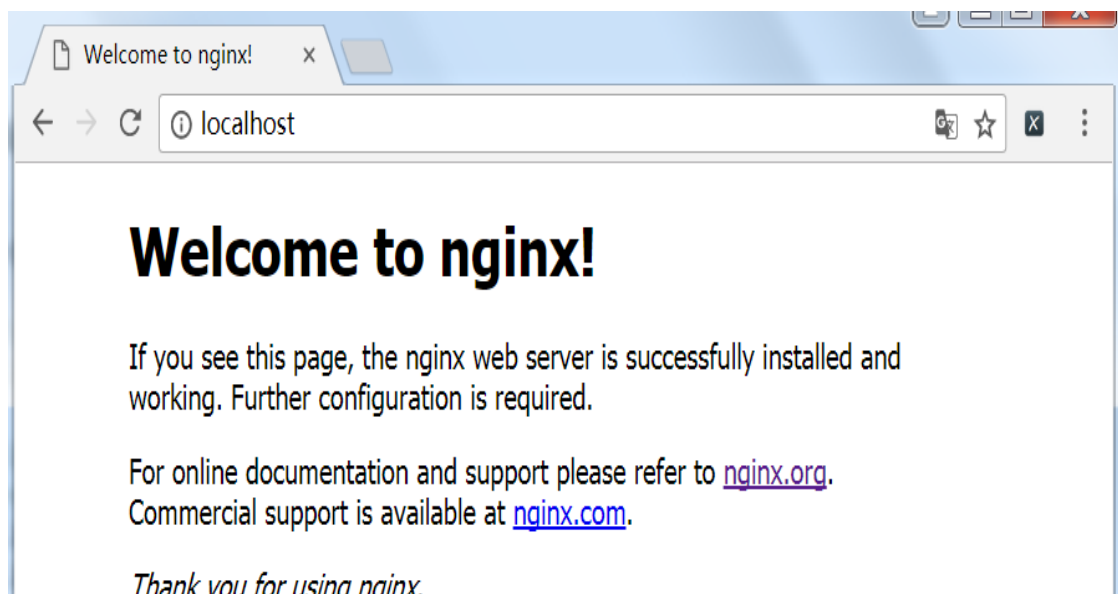 Welcome to nginx!
localhost
Welcome to nginx!
If you see this page, the nginx web server is successfully installed and
working. Further configuration is required.
For online documentation and support please refer to nginx.org.
Commercial support is available at nginx.com.
Thank you for using nginx.